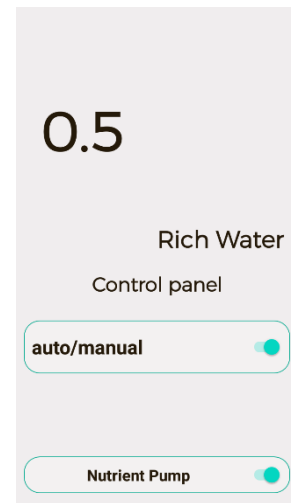 0.5
Rich Water
Control panel
auto/manual
Nutrient Pump